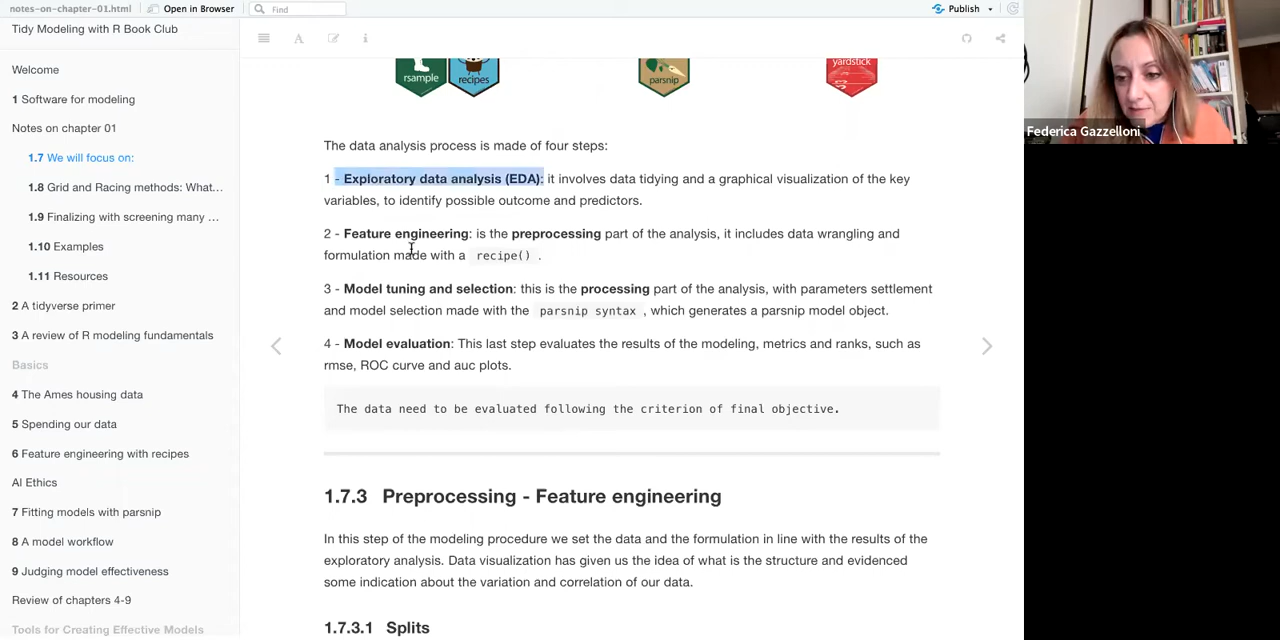 notes-on-chapter-01.html
Open in Browser
Find
Publish
Tidy Modeling with R Book Club
Welcome
1 Software for modeling
Notes on chapter 01
1.7 We will focus on:
1.8 Grid and Racing methods: What...
1.9 Finalizing with screening many ...
1.10 Examples
1.11 Resources
2 A tidyverse primer
3 A review of R modeling fundamentals
Basics
4 The Ames housing data
5 Spending our data
6 Feature engineering with recipes
AI Ethics
7 Fitting models with parsnip
8 A model workflow
9 Judging model effectiveness
Review of chapters 4-9
Tools for Creating Effective Models
rsample
recipes
parsnip
yardstick
The data analysis process is made of four steps:
1 - Exploratory data analysis (EDA): it involves data tidying and a graphical visualization of the key
variables, to identify possible outcome and predictors.
2 - Feature engineering: is the preprocessing part of the analysis, it includes data wrangling and
formulation made with a recipe() .
3 - Model tuning and selection: this is the processing part of the analysis, with parameters settlement
and model selection made with the parsnip syntax , which generates a parsnip model object.
4 - Model evaluation: This last step evaluates the results of the modeling, metrics and ranks, such as
rmse, ROC curve and auc plots.
The data need to be evaluated following the criterion of final objective.
1.7.3 Preprocessing - Feature engineering
In this step of the modeling procedure we set the data and the formulation in line with the results of the
exploratory analysis. Data visualization has given us the idea of what is the structure and evidenced
some indication about the variation and correlation of our data.
1.7.3.1 Splits
Federica Gazzelloni